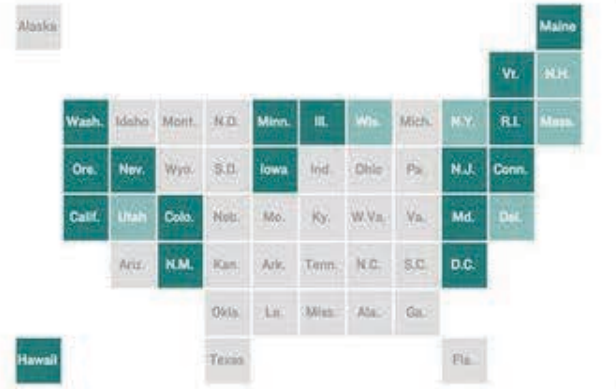 Alaska Maine
Vt. N.H.
Wash. Idaho Mont. N.D. Minn. Ill. Wis. Mich. N.Y. R.I. Mass.
Ore. Nev. Wyo. S.D. Iowa Ind. Ohio Pa. N.J. Conn.
Calif. Utah Colo. Neb. Mo. Ky. W.Va. Va. Md. Del.
Ariz. N.M. Kan. Ark. Tenn. N.C. S.C. D.C.
Okla. La. Miss. Ala. Ga.
Hawaii Texas Fla.